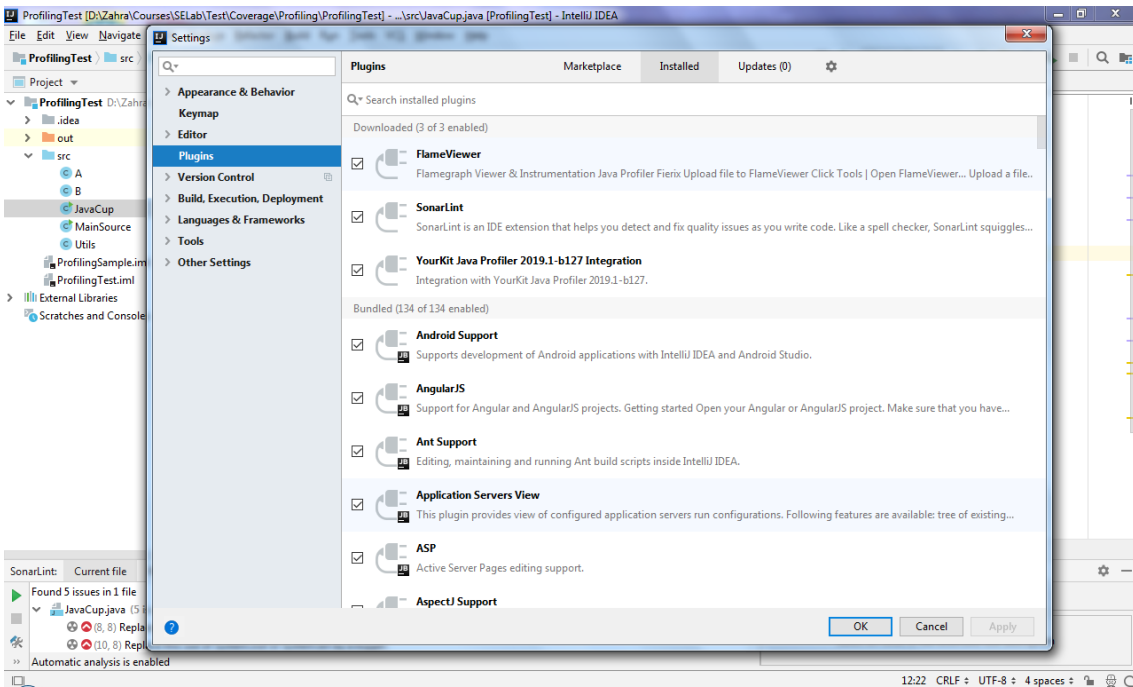 ProfilingTest [D:\Zahra\Courses\SELab\Test\Coverage\Profiling\ProfilingTest] - ...\src\JavaCup.java [ProfilingTest] - IntelliJ IDEA
File Edit View Navigate
ProfilingTest src
Project
ProfilingTest D:\Zahra
.idea
out
src
A
B
JavaCup
MainSource
Utils
ProfilingSample.im
ProfilingTest.iml
External Libraries
Scratches and Console
Settings
Appearance & Behavior
Keymap
Editor
Plugins
Version Control
Build, Execution, Deployment
Languages & Frameworks
Tools
Other Settings
Plugins Marketplace Installed Updates (0)
Search installed plugins
Downloaded (3 of 3 enabled)
FlameViewer
Flamegraph Viewer & Instrumentation Java Profiler Fierix Upload file to FlameViewer Click Tools | Open FlameViewer... Upload a file..
SonarLint
SonarLint is an IDE extension that helps you detect and fix quality issues as you write code. Like a spell checker, SonarLint squiggles...
YourKit Java Profiler 2019.1-b127 Integration
Integration with YourKit Java Profiler 2019.1-b127.
Bundled (134 of 134 enabled)
Android Support
Supports development of Android applications with IntelliJ IDEA and Android Studio.
AngularJS
Support for Angular and AngularJS projects. Getting started Open your Angular or AngularJS project. Make sure that you have...
Ant Support
Editing, maintaining and running Ant build scripts inside IntelliJ IDEA.
Application Servers View
This plugin provides view of configured application servers run configurations. Following features are available: tree of existing...
ASP
Active Server Pages editing support.
AspectJ Support
OK Cancel Apply
SonarLint: Current file
Found 5 issues in 1 file
JavaCup.java (5 i
(8, 8) Repla
(10, 8) Repl
Automatic analysis is enabled
12:22 CRLF UTF-8 4 spaces